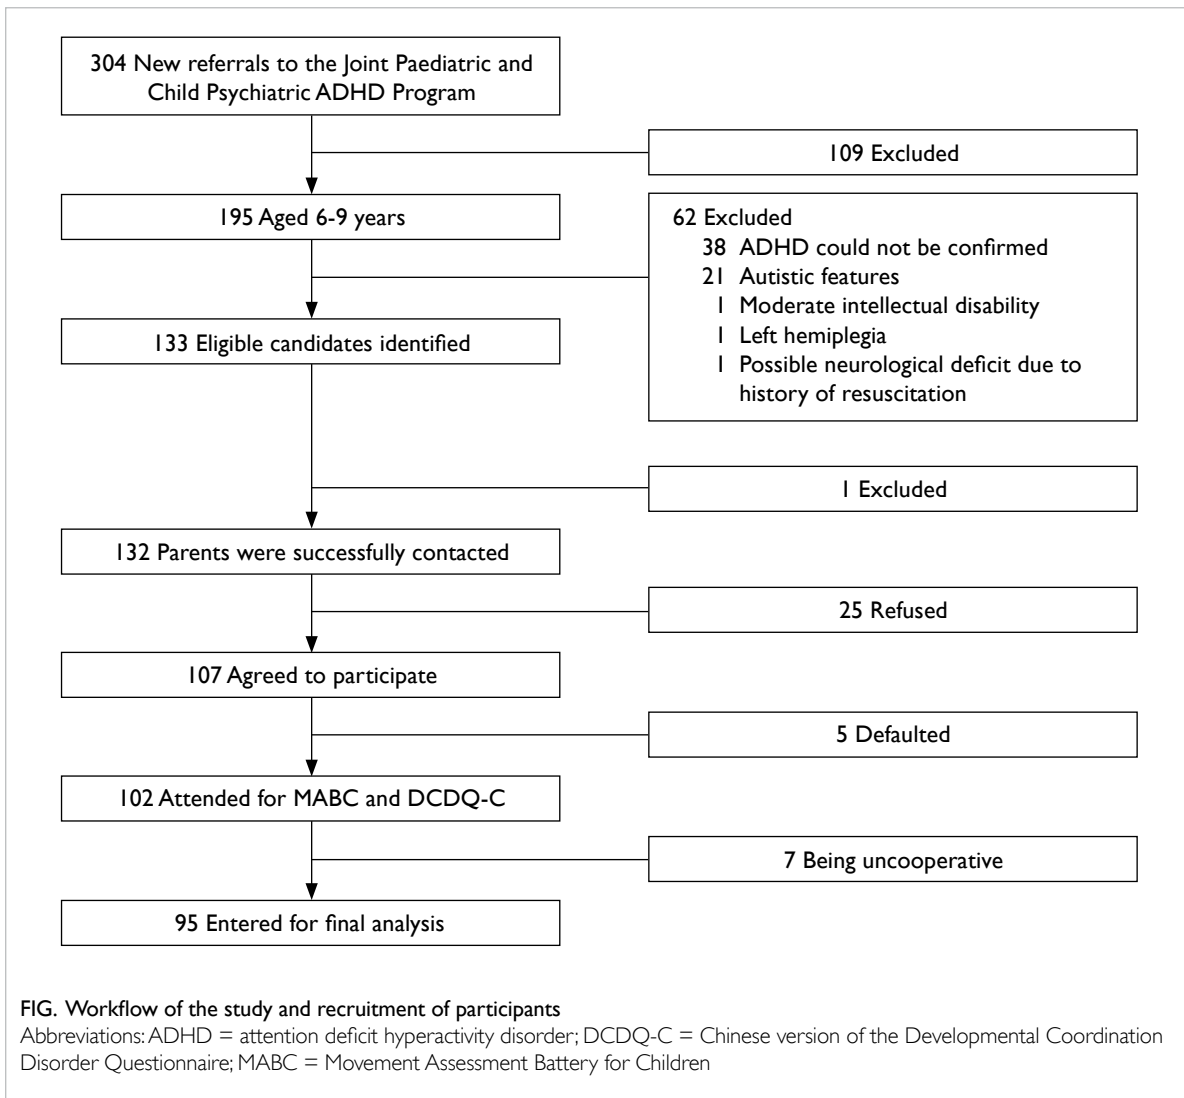 304 New referrals to the Joint Paediatric and
Child Psychiatric ADHD Program
109 Excluded
195 Aged 6-9 years
62 Excluded
38 ADHD could not be confirmed
21 Autistic features
1 Moderate intellectual disability
1 Left hemiplegia
1 Possible neurological deficit due to
history of resuscitation
133 Eligible candidates identified
1 Excluded
132 Parents were successfully contacted
25 Refused
107 Agreed to participate
5 Defaulted
102 Attended for MABC and DCDQ-C
7 Being uncooperative
95 Entered for final analysis
FIG. Workflow of the study and recruitment of participants
Abbreviations: ADHD = attention deficit hyperactivity disorder; DCDQ-C = Chinese version of the Developmental Coordination
Disorder Questionnaire; MABC = Movement Assessment Battery for Children